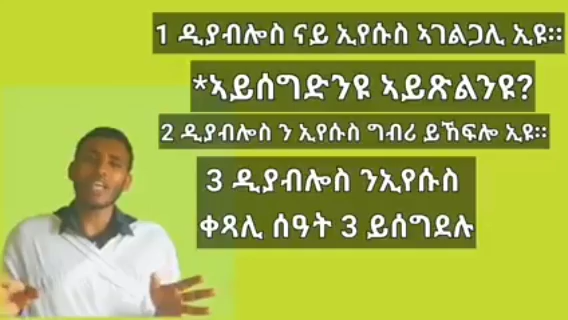 1 ዲያብሎስ ናይ ኢየሱስ ኣገልጋሊ ኢዩ።
*ኣይሰግድንዩ ኣይጽልንዩ?
2 ዲያብሎስ ን ኢየሱስ ግብሪ ይኸፍሎ ኢዩ።
3 ዲያብሎስ ንኢየሱስ
ቀጻሊ ሰዓት 3 ይሰግደሉ